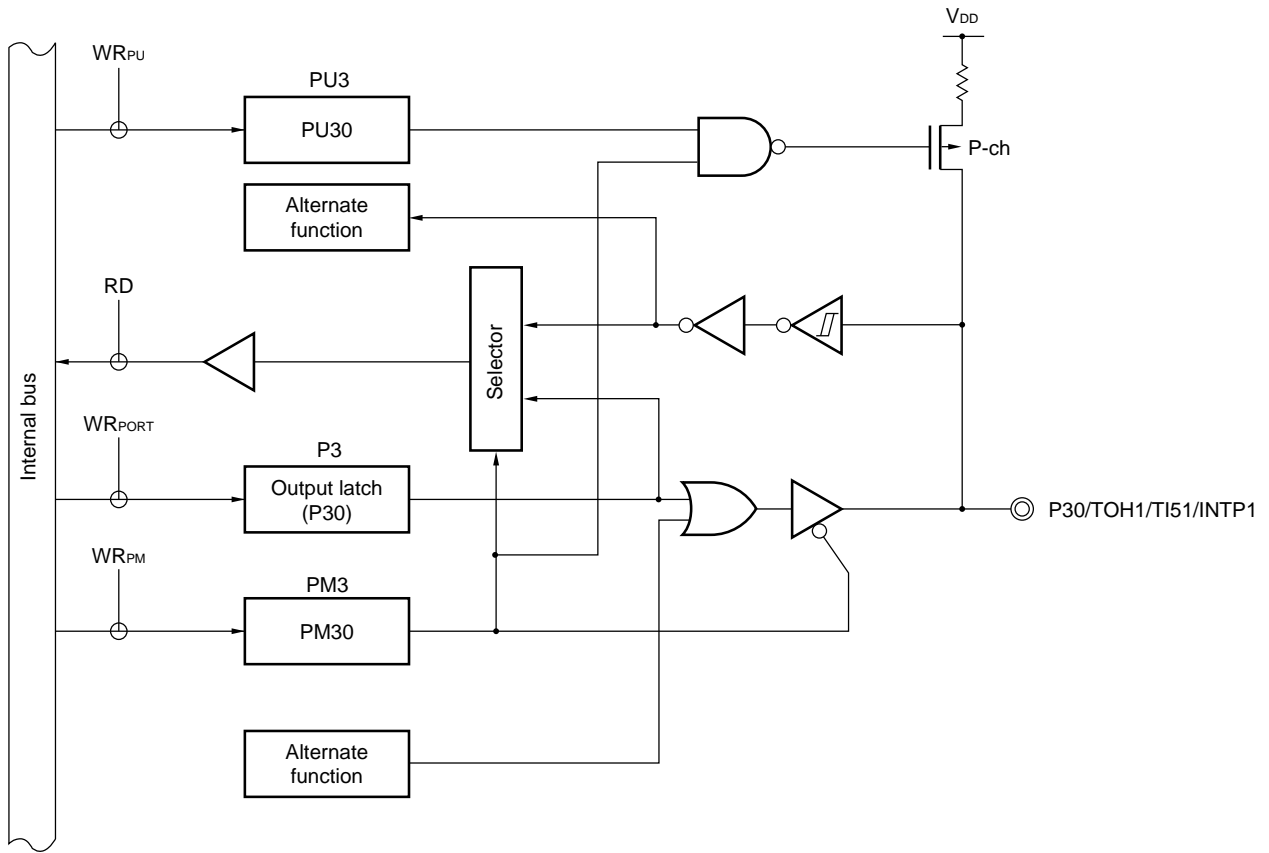 VDD
WRPU
PU3
PU30
P-ch
Alternate
function
RD
Selector
Internal bus
WRPORT
P3
Output latch
(P30)
P30/TOH1/TI51/INTP1
WRPM
PM3
PM30
Alternate
function